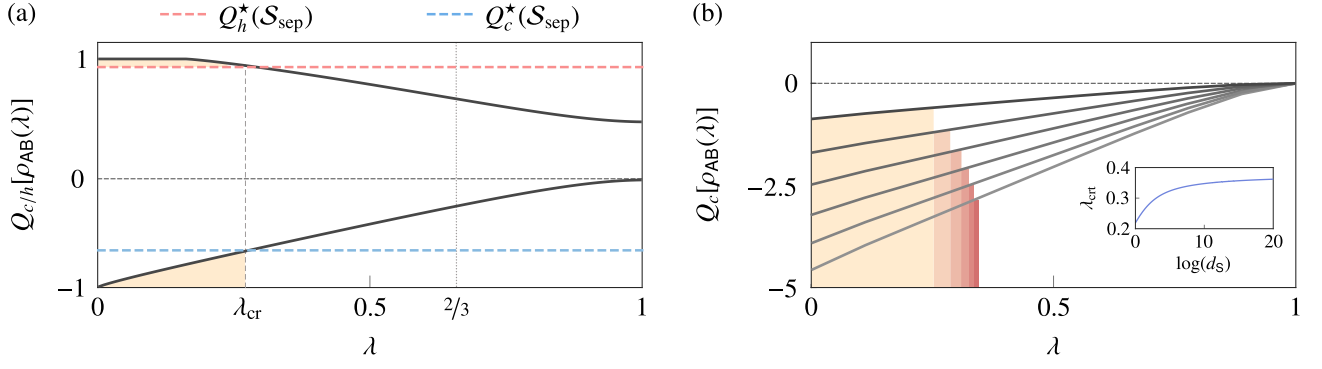 (a)
Q_h^★(𝒮_sep)
Q_c^★(𝒮_sep)
Q_{c/h}[ρ_AB(λ)]
1
0
−1
0
λ_cr
0.5
2/3
1
λ
(b)
Q_c[ρ_AB(λ)]
0
−2.5
−5
0
0.5
1
λ
λ_crt
0.4
0.3
0.2
0
10
20
log(d_S)